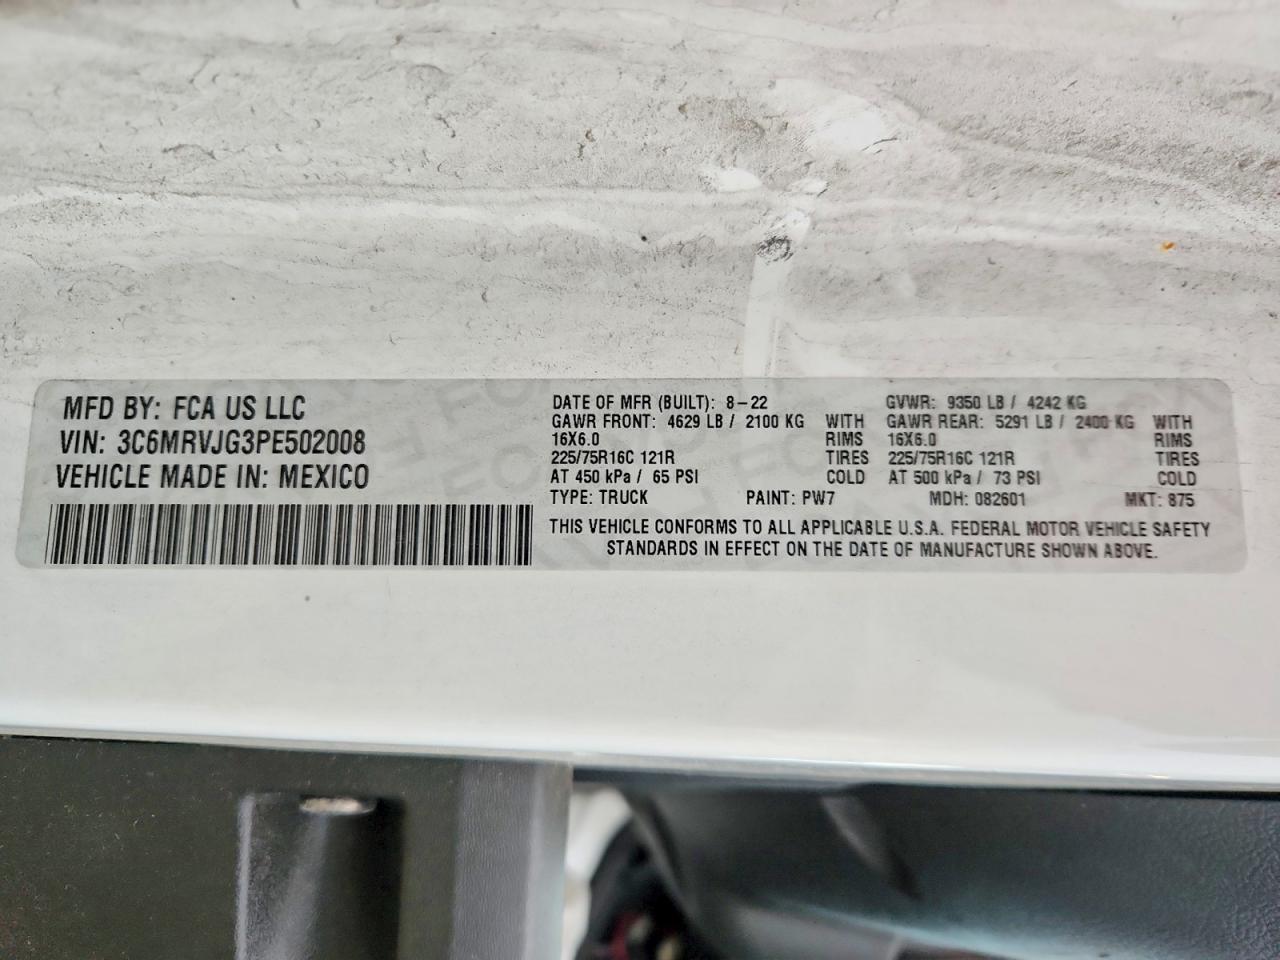 MFD BY: FCA US LLC
VIN: 3C6MRVJG3PE502008
VEHICLE MADE IN: MEXICO
DATE OF MFR (BUILT): 8-22 GVWR: 9350 LB / 4242 KG
GAWR FRONT: 4629 LB / 2100 KG WITH GAWR REAR: 5291 LB / 2400 KG WITH
16X6.0 RIMS 16X6.0 RIMS
225/75R16C 121R TIRES 225/75R16C 121R TIRES
AT 450 kPa / 65 PSI COLD AT 500 kPa / 73 PSI COLD
TYPE: TRUCK PAINT: PW7 MDH: 082601 MKT: 875
THIS VEHICLE CONFORMS TO ALL APPLICABLE U.S.A. FEDERAL MOTOR VEHICLE SAFETY
STANDARDS IN EFFECT ON THE DATE OF MANUFACTURE SHOWN ABOVE.